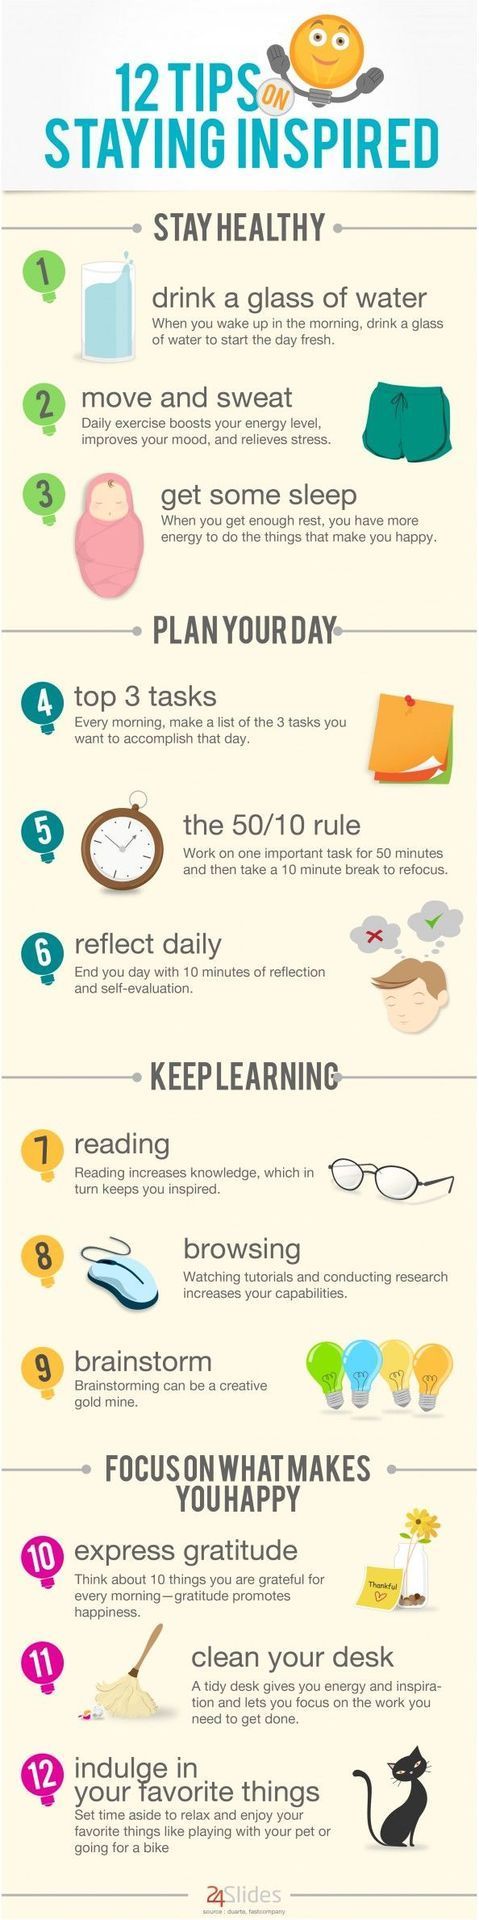 12 TIPS ON
STAYING INSPIRED
STAY HEALTHY
1
drink a glass of water
When you wake up in the morning, drink a glass
of water to start the day fresh.
2
move and sweat
Daily exercise boosts your energy level,
improves your mood, and relieves stress.
3
get some sleep
When you get enough rest, you have more
energy to do the things that make you happy.
PLAN YOUR DAY
4
top 3 tasks
Every morning, make a list of the 3 tasks you
want to accomplish that day.
5
the 50/10 rule
Work on one important task for 50 minutes
and then take a 10 minute break to refocus.
6
reflect daily
End you day with 10 minutes of reflection
and self-evaluation.
KEEP LEARNING
7
reading
Reading increases knowledge, which in
turn keeps you inspired.
8
browsing
Watching tutorials and conducting research
increases your capabilities.
9
brainstorm
Brainstorming can be a creative
gold mine.
FOCUS ON WHAT MAKES
YOU HAPPY
10
express gratitude
Think about 10 things you are grateful for
every morning—gratitude promotes
happiness.
Thankful
11
clean your desk
A tidy desk gives you energy and inspira-
tion and lets you focus on the work you
need to get done.
12
indulge in
your favorite things
Set time aside to relax and enjoy your
favorite things like playing with your pet or
going for a bike
24Slides
source : duarte, fastcompany